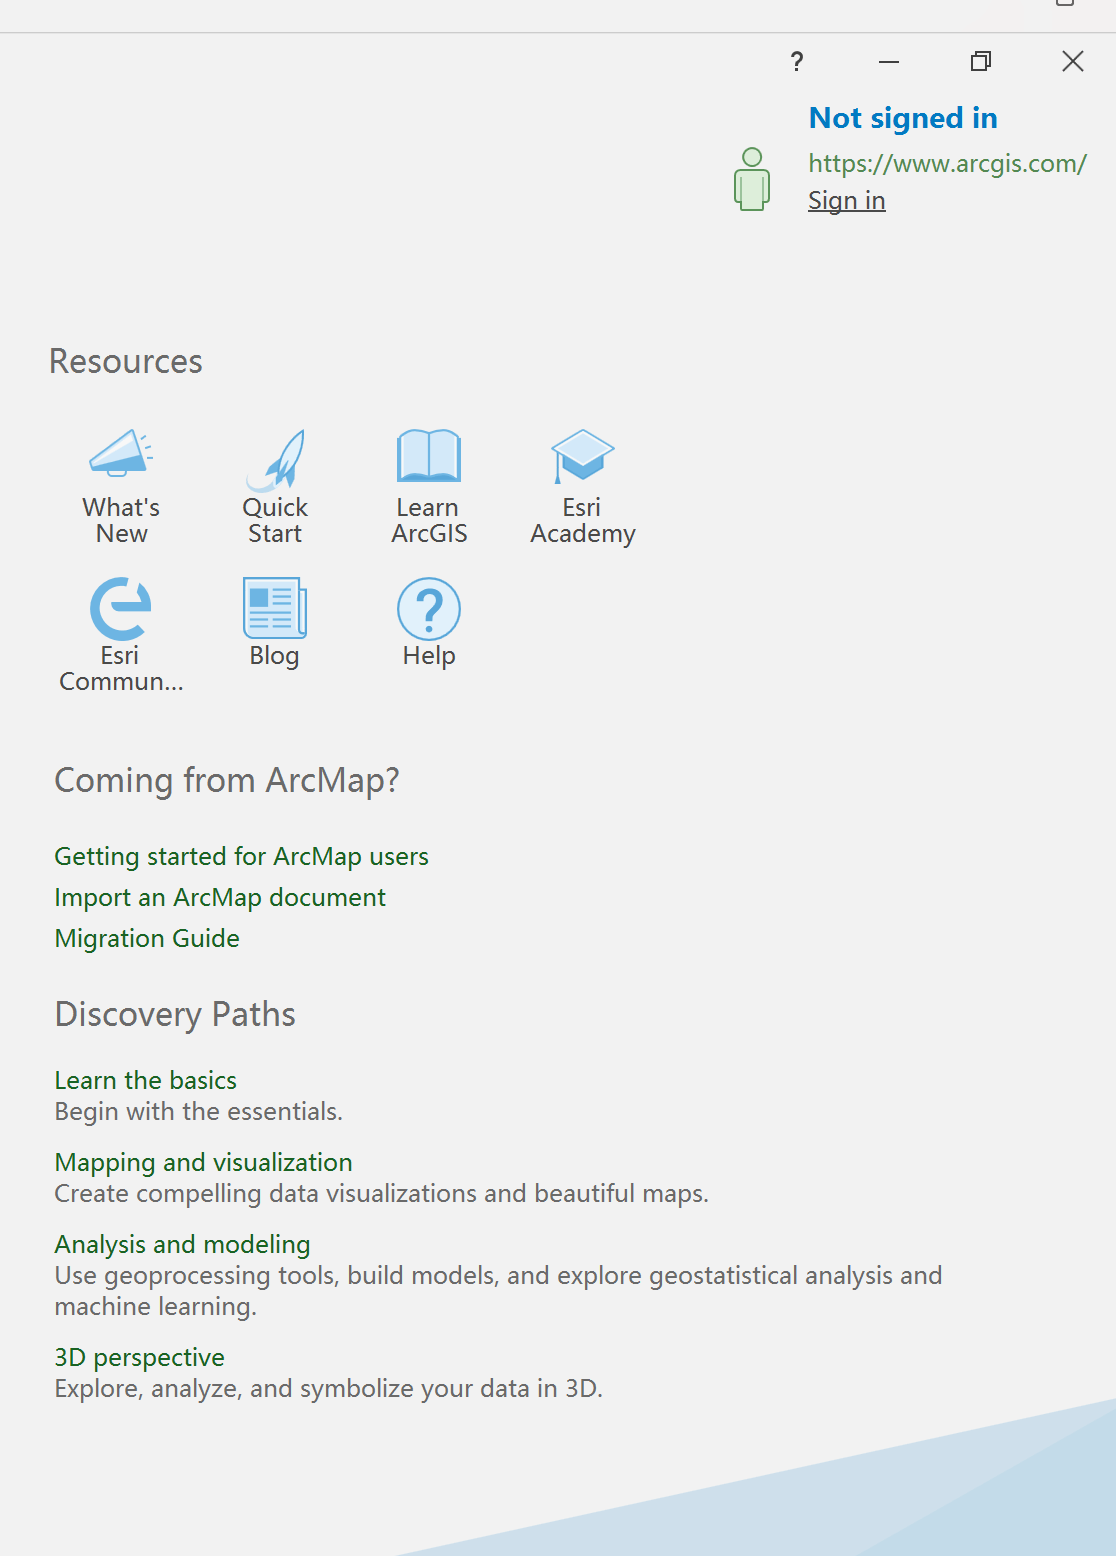 ?
Not signed in
https://www.arcgis.com/
Sign in
Resources
What's
New
Quick
Start
Learn
ArcGIS
Esri
Academy
Esri
Commun...
Blog
?
Help
Coming from ArcMap?
Getting started for ArcMap users
Import an ArcMap document
Migration Guide
Discovery Paths
Learn the basics
Begin with the essentials.
Mapping and visualization
Create compelling data visualizations and beautiful maps.
Analysis and modeling
Use geoprocessing tools, build models, and explore geostatistical analysis and
machine learning.
3D perspective
Explore, analyze, and symbolize your data in 3D.